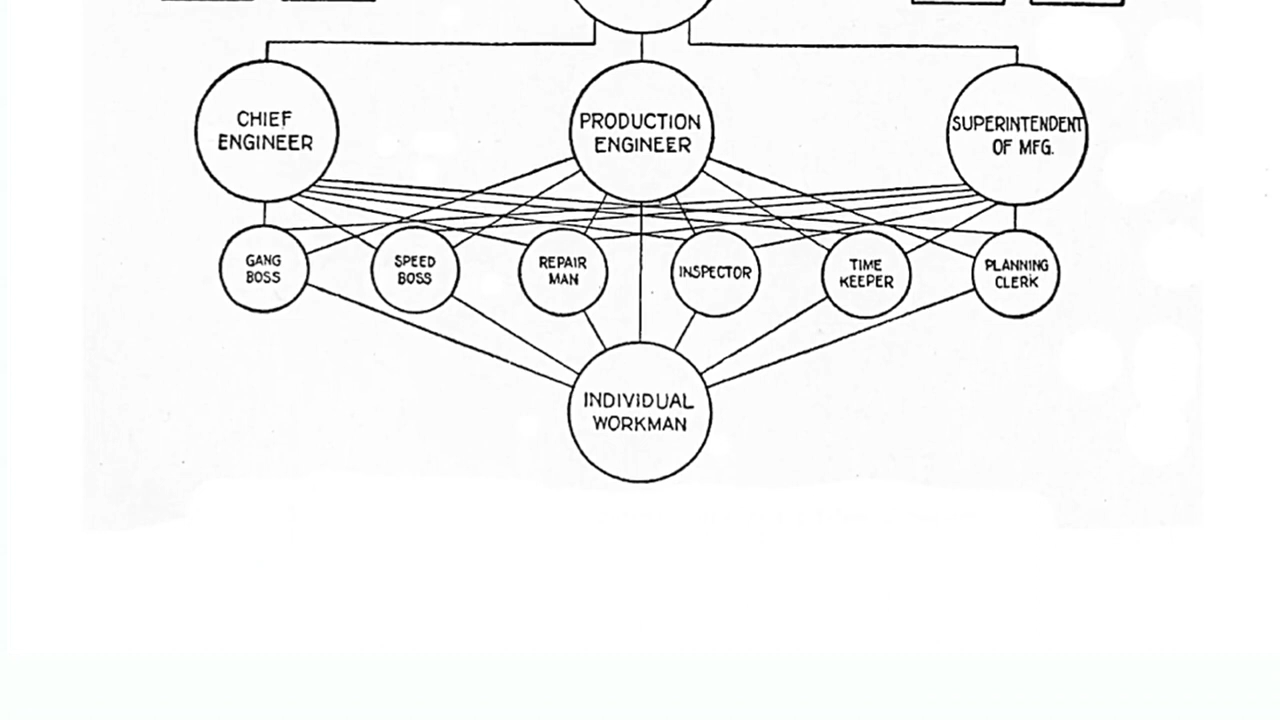 CHIEF
ENGINEER
PRODUCTION
ENGINEER
SUPERINTENDENT
OF MFG.
GANG
BOSS
SPEED
BOSS
REPAIR
MAN
INSPECTOR
TIME
KEEPER
PLANNING
CLERK
INDIVIDUAL
WORKMAN